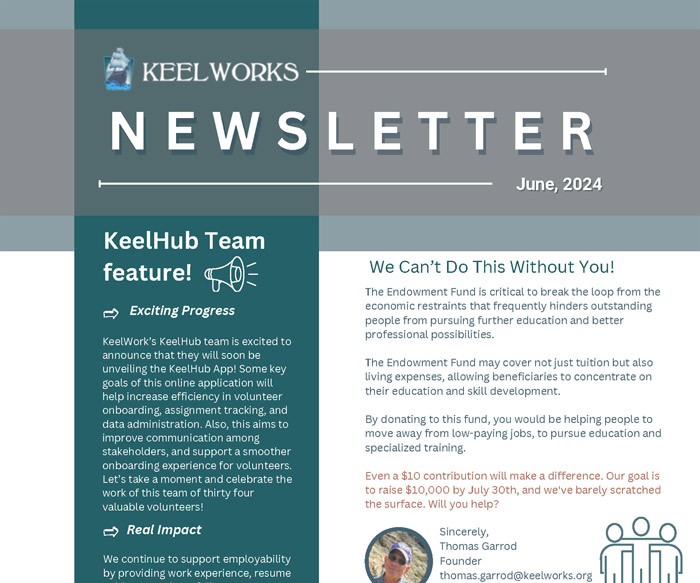 KEELWORKS
NEWSLETTER
June, 2024
KeelHub Team
feature!
Exciting Progress
KeelWork's KeelHub team is excited to
announce that they will soon be
unveiling the KeelHub App! Some key
goals of this online application will
help increase efficiency in volunteer
onboarding, assignment tracking, and
data administration. Also, this aims to
improve communication among
stakeholders, and support a smoother
onboarding experience for volunteers.
Let's take a moment and celebrate the
work of this team of thirty four
valuable volunteers!
Real Impact
We continue to support employability
by providing work experience, resume
We Can't Do This Without You!
The Endowment Fund is critical to break the loop from the
economic restraints that frequently hinders outstanding
people from pursuing further education and better
professional possibilities.
The Endowment Fund may cover not just tuition but also
living expenses, allowing beneficiaries to concentrate on
their education and skill development.
By donating to this fund, you would be helping people to
move away from low-paying jobs, to pursue education and
specialized training.
Even a $10 contribution will make a difference. Our goal is
to raise $10,000 by July 30th, and we've barely scratched
the surface. Will you help?
Sincerely,
Thomas Garrod
Founder
thomas.garrod@keelworks.org